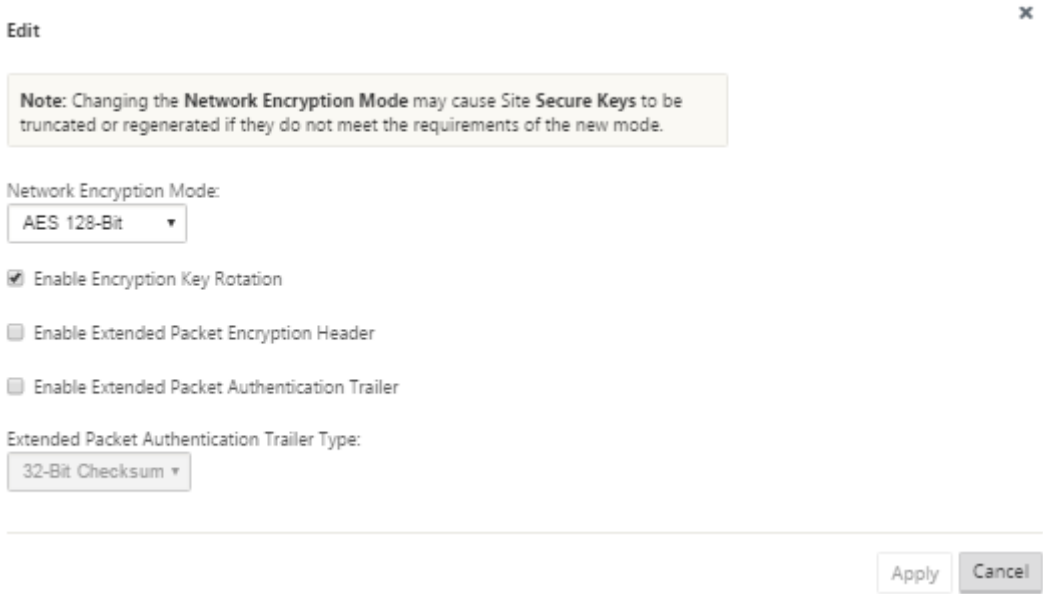 Edit
Note: Changing the Network Encryption Mode may cause Site Secure Keys to be
truncated or regenerated if they do not meet the requirements of the new mode.
Network Encryption Mode:
AES 128-Bit
Enable Encryption Key Rotation
Enable Extended Packet Encryption Header
Enable Extended Packet Authentication Trailer
Extended Packet Authentication Trailer Type:
32-Bit Checksum
Apply Cancel